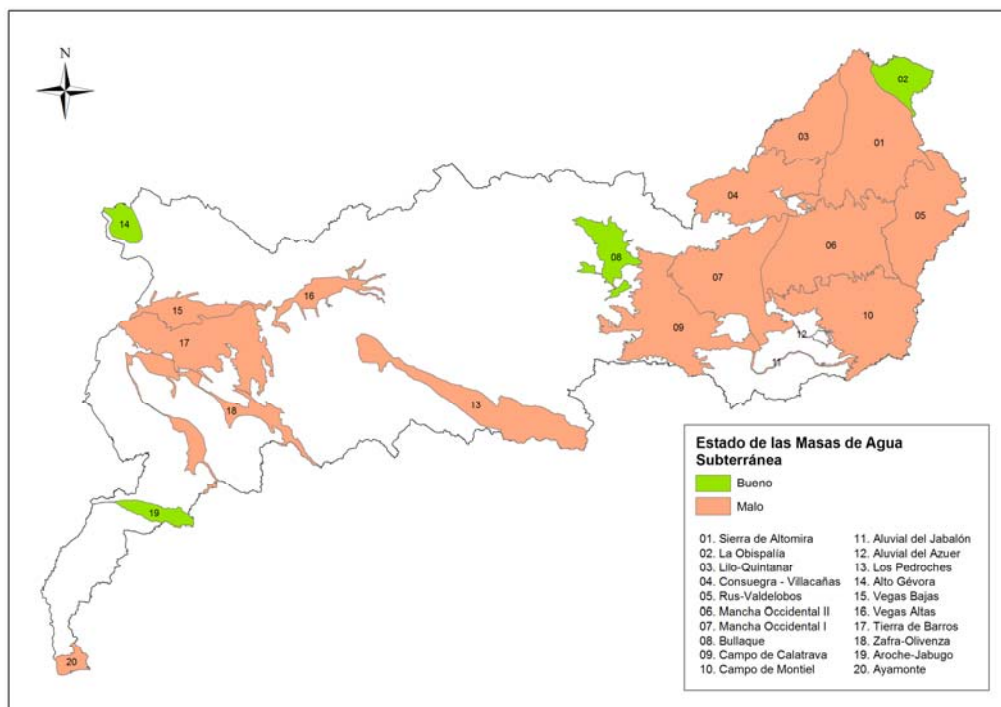 N
02
03
01
04
05
14
06
08
07
16
15
10
09
17
12
11
13
18
19
20
Estado de las Masas de Agua
Subterránea
Bueno
Malo
01. Sierra de Altomira
02. La Obispalía
03. Lilo-Quintanar
04. Consuegra - Villacañas
05. Rus-Valdelobos
06. Mancha Occidental II
07. Mancha Occidental I
08. Bullaque
09. Campo de Calatrava
10. Campo de Montiel
11. Aluvial del Jabalón
12. Aluvial del Azuer
13. Los Pedroches
14. Alto Gévora
15. Vegas Bajas
16. Vegas Altas
17. Tierra de Barros
18. Zafra-Olivenza
19. Aroche-Jabugo
20. Ayamonte